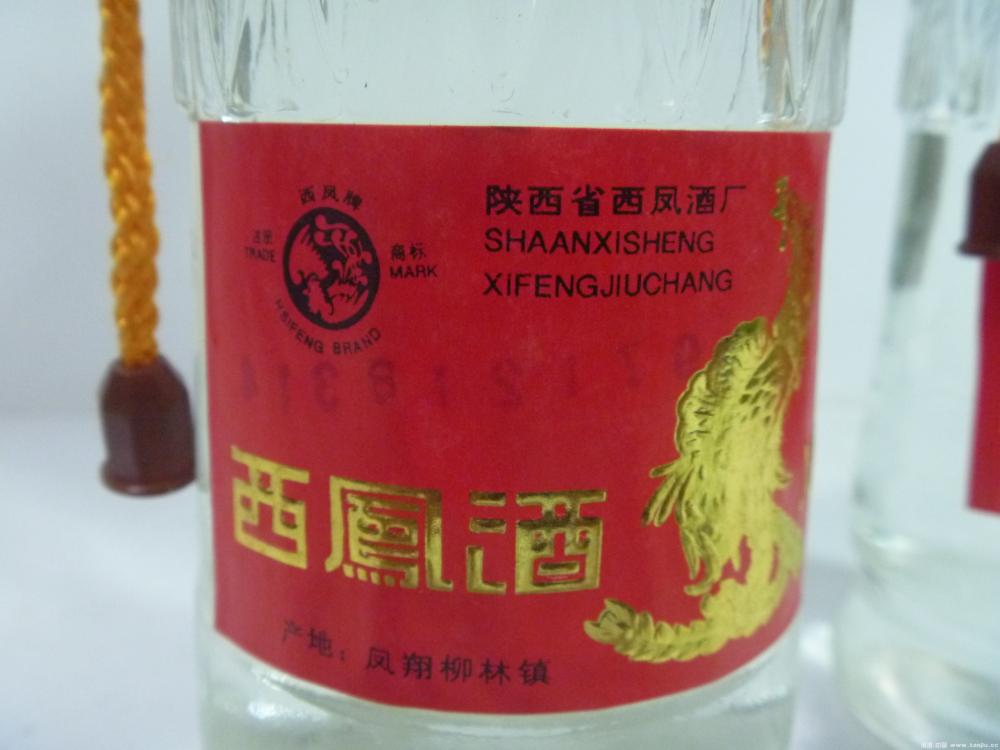 西凤牌
注册 商标
TRADE MARK
HSIFENG BRAND
陕西省西凤酒厂
SHAANXISHENG
XIFENGJIUCHANG
西鳳酒
产地：凤翔柳林镇